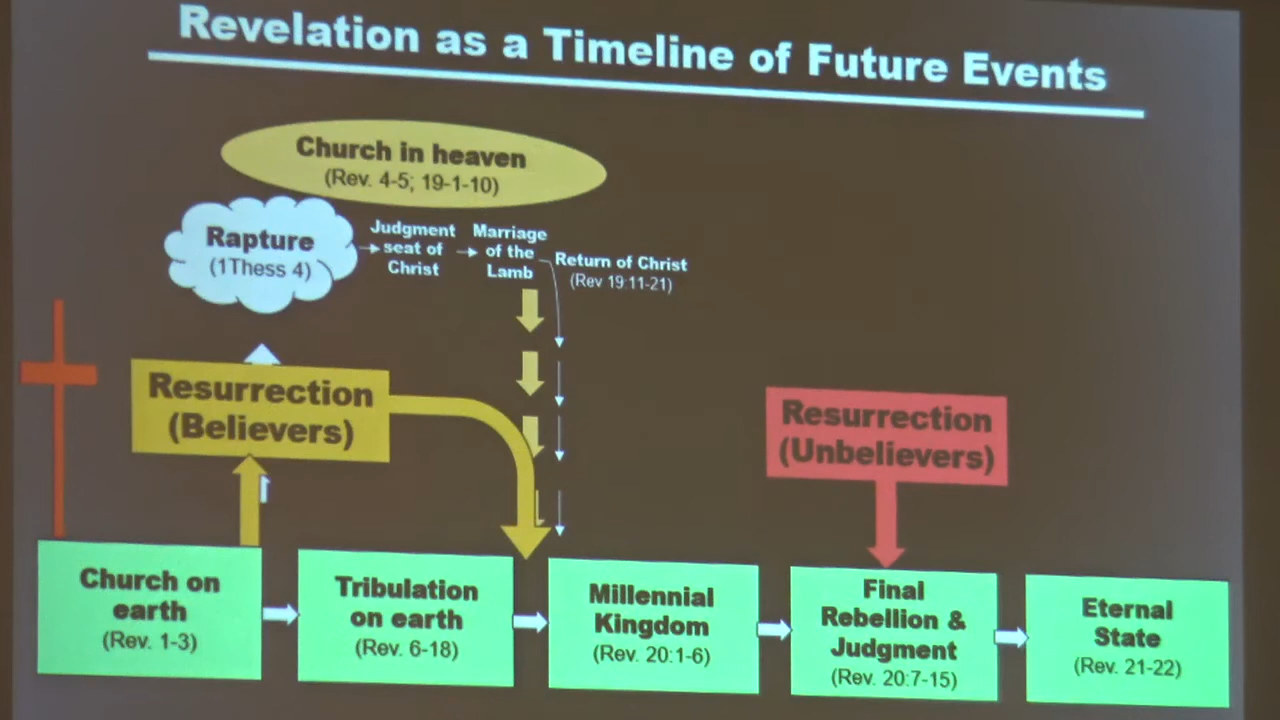 Revelation as a Timeline of Future Events
Church in heaven
(Rev. 4-5; 19-1-10)
Rapture
(1Thess 4)
Judgment
seat of
Christ
Marriage
of the
Lamb
Return of Christ
(Rev 19:11-21)
Resurrection
(Believers)
Resurrection
(Unbelievers)
Church on
earth
(Rev. 1-3)
Tribulation
on earth
(Rev. 6-18)
Millennial
Kingdom
(Rev. 20:1-6)
Final
Rebellion &
Judgment
(Rev. 20:7-15)
Eternal
State
(Rev. 21-22)